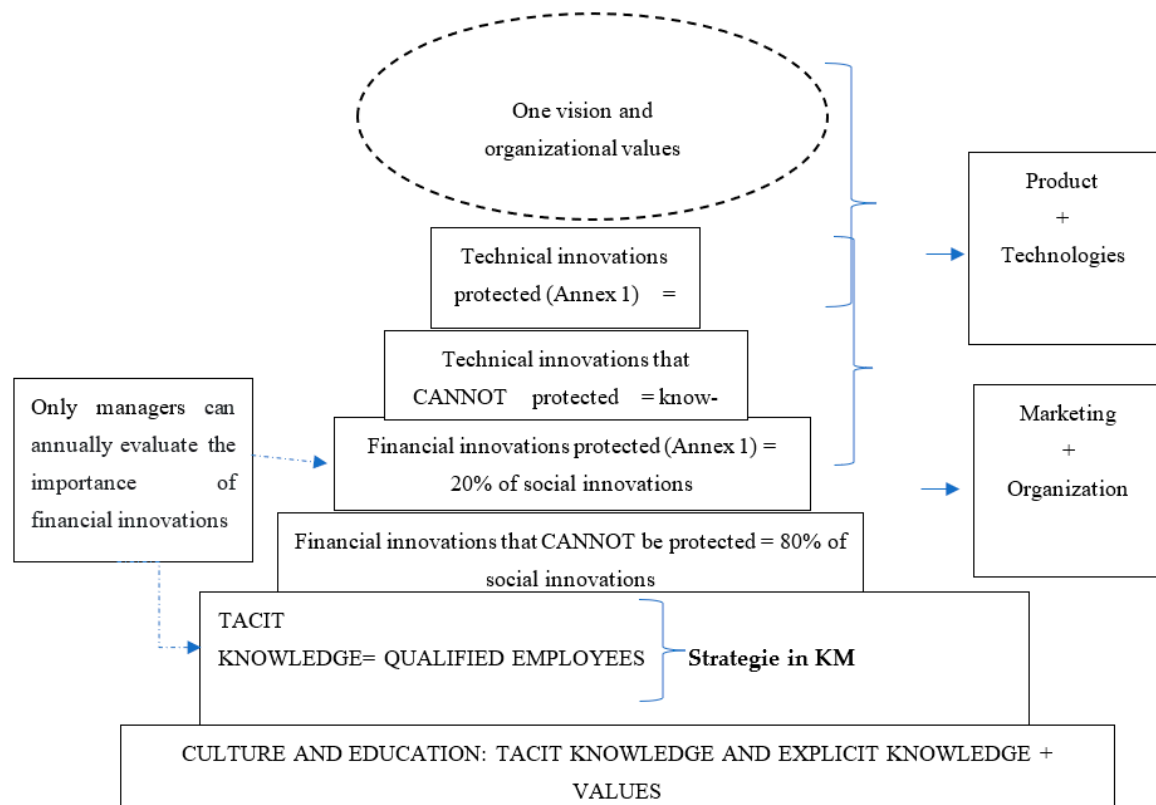 One vision and
organizational values
Product
+
Technologies
Technical innovations
protected (Annex 1) =
Technical innovations that
CANNOT protected = know-
Only managers can
annually evaluate the
importance of
financial innovations
Financial innovations protected (Annex 1) =
20% of social innovations
Marketing
+
Organization
Financial innovations that CANNOT be protected = 80% of
social innovations
TACIT
KNOWLEDGE= QUALIFIED EMPLOYEES
Strategie in KM
CULTURE AND EDUCATION: TACIT KNOWLEDGE AND EXPLICIT KNOWLEDGE +
VALUES